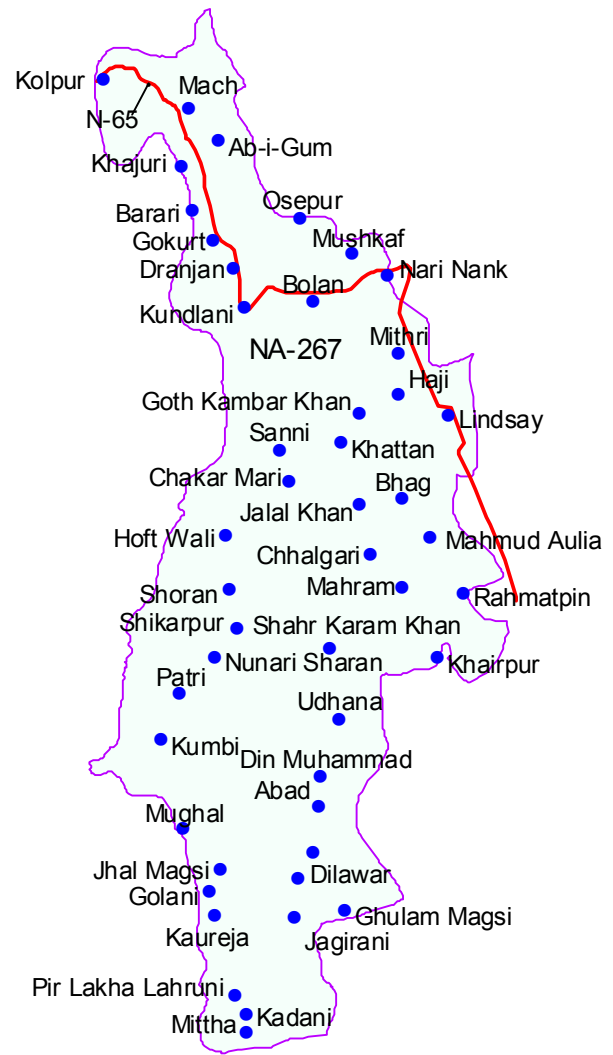 Kolpur
Mach
N-65
Ab-i-Gum
Khajuri
Osepur
Barari
Mushkaf
Gokurt
Dranjan
Nari Nank
Bolan
Kundlani
NA-267
Mithri
Haji
Goth Kambar Khan
Lindsay
Sanni
Khattan
Chakar Mari
Bhag
Jalal Khan
Hoft Wali
Mahmud Aulia
Chhalgari
Mahram
Shoran
Rahmatpin
Shikarpur
Shahr Karam Khan
Nunari Sharan
Khairpur
Patri
Udhana
Kumbi
Din Muhammad
Abad
Mughal
Jhal Magsi
Dilawar
Golani
Ghulam Magsi
Kaureja
Jagirani
Pir Lakha Lahruni
Kadani
Mittha